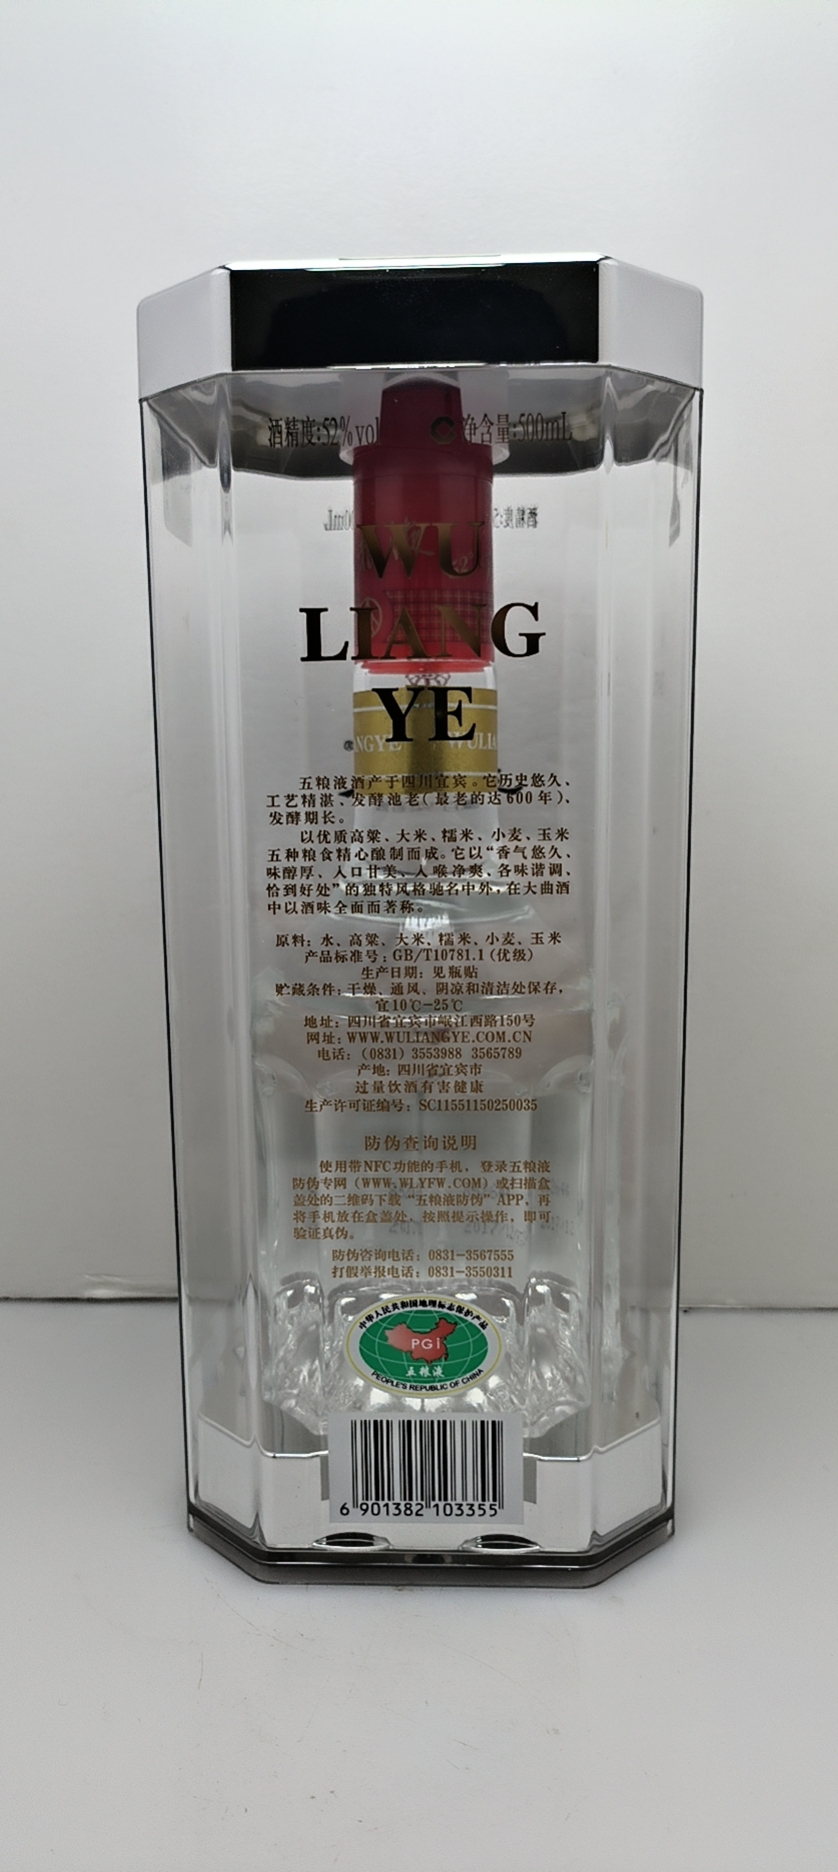 酒精度:52%vol
净含量:500mL
WU
LIANG
YE
五粮液酒产于四川宜宾。它历史悠久、
工艺精湛、发酵池老(最老的达600年)、
发酵期长。
以优质高粱、大米、糯米、小麦、玉米
五种粮食精心酿制而成。它以“香气悠久、
味醇厚、入口甘美、入喉净爽、各味谐调、
恰到好处”的独特风格驰名中外,在大曲酒
中以酒味全面而著称。
原料: 水、高粱、大米、糯米、小麦、玉米
产品标准号: GB/T10781.1 (优级)
生产日期: 见瓶贴
贮藏条件: 干燥、通风、阴凉和清洁处保存,
宜10℃-25℃
地址: 四川省宜宾市岷江西路150号
网址: WWW.WULIANGYE.COM.CN
电话: (0831) 3553988 3565789
产地: 四川省宜宾市
过量饮酒有害健康
生产许可证编号: SC11551150250035
防伪查询说明
使用带NFC功能的手机, 登录五粮液
防伪专网 (WWW.WLYFW.COM) 或扫描盒
盖处的二维码下载 “五粮液防伪” APP, 再
将手机放在盒盖处, 按照提示操作, 即可
验证真伪。
防伪咨询电话: 0831-3567555
打假举报电话: 0831-3550311
中华人民共和国地理标志保护产品
PGI
五粮液
PEOPLE'S REPUBLIC OF CHINA
6 901382 103355